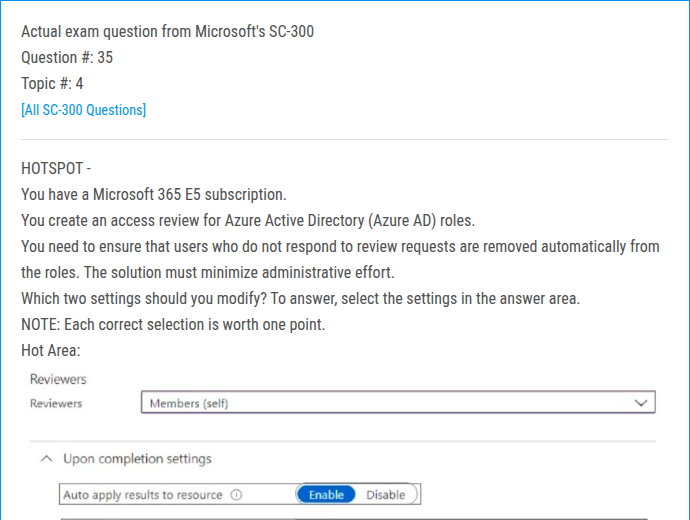 Actual exam question from Microsoft's SC-300
Question #: 35
Topic #: 4
[All SC-300 Questions]
HOTSPOT -
You have a Microsoft 365 E5 subscription.
You create an access review for Azure Active Directory (Azure AD) roles.
You need to ensure that users who do not respond to review requests are removed automatically from
the roles. The solution must minimize administrative effort.
Which two settings should you modify? To answer, select the settings in the answer area.
NOTE: Each correct selection is worth one point.
Hot Area:
Reviewers
Reviewers Members (self)
Upon completion settings
Auto apply results to resource Enable Disable